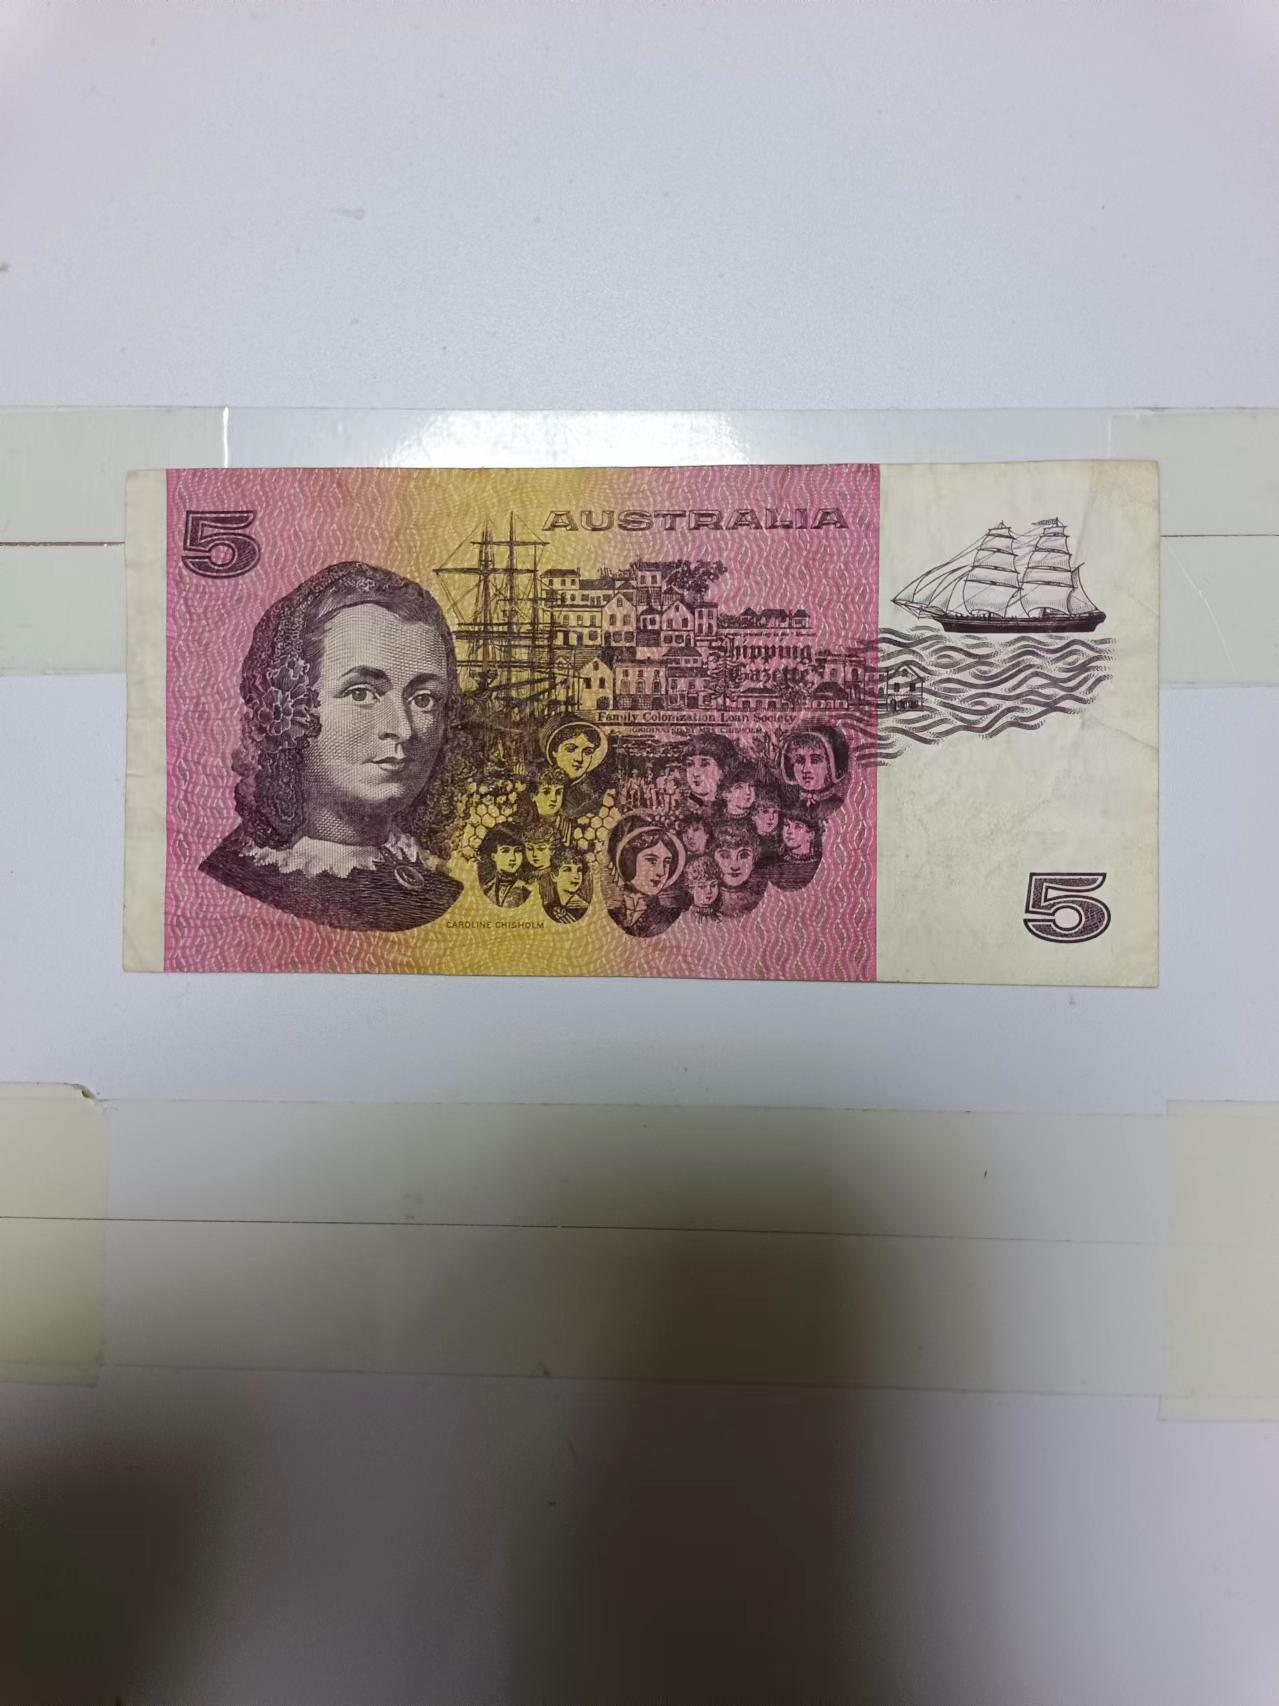 5
AUSTRALIA
Shipping
Gazette
Family Colonization Loan Society
CAROLINE CHISHOLM
5